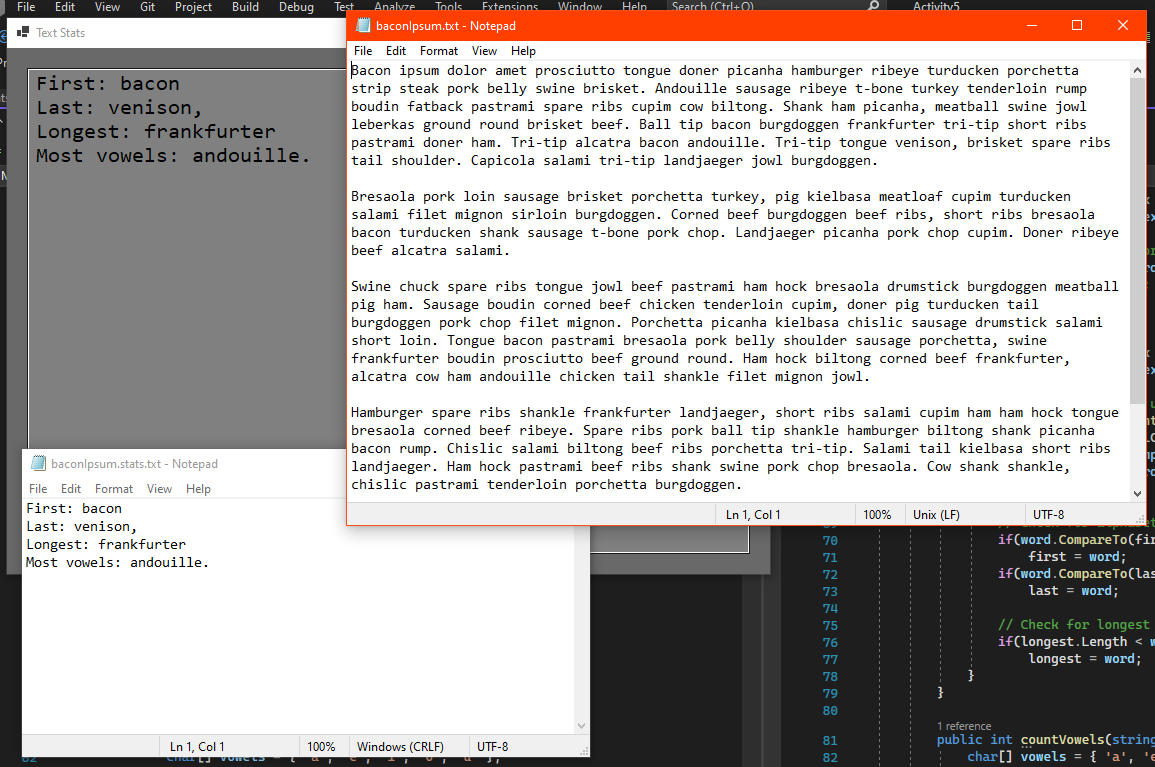 File Edit View Git Project Build Debug Test Analyze Tools Extensions Window Help Search (Ctrl+Q) Activity5
Text Stats
First: bacon
Last: venison,
Longest: frankfurter
Most vowels: andouille.
baconIpsum.txt - Notepad
File Edit Format View Help
Bacon ipsum dolor amet prosciutto tongue doner picanha hamburger ribeye turducken porchetta
strip steak pork belly swine brisket. Andouille sausage ribeye t-bone turkey tenderloin rump
boudin fatback pastrami spare ribs cupim cow biltong. Shank ham picanha, meatball swine jowl
leberkas ground round brisket beef. Ball tip bacon burgdoggen frankfurter tri-tip short ribs
pastrami doner ham. Tri-tip alcatra bacon andouille. Tri-tip tongue venison, brisket spare ribs
tail shoulder. Capicola salami tri-tip landjaeger jowl burgdoggen.
Bresaola pork loin sausage brisket porchetta turkey, pig kielbasa meatloaf cupim turducken
salami filet mignon sirloin burgdoggen. Corned beef burgdoggen beef ribs, short ribs bresaola
bacon turducken shank sausage t-bone pork chop. Landjaeger picanha pork chop cupim. Doner ribeye
beef alcatra salami.
Swine chuck spare ribs tongue jowl beef pastrami ham hock bresaola drumstick burgdoggen meatball
pig ham. Sausage boudin corned beef chicken tenderloin cupim, doner pig turducken tail
burgdoggen pork chop filet mignon. Porchetta picanha kielbasa chislic sausage drumstick salami
short loin. Tongue bacon pastrami bresaola pork belly shoulder sausage porchetta, swine
frankfurter boudin prosciutto beef ground round. Ham hock biltong corned beef frankfurter,
alcatra cow ham andouille chicken tail shankle filet mignon jowl.
Hamburger spare ribs shankle frankfurter landjaeger, short ribs salami cupim ham ham hock tongue
bresaola corned beef ribeye. Spare ribs pork ball tip shankle hamburger biltong shank picanha
bacon rump. Chislic salami biltong beef ribs porchetta tri-tip. Salami tail kielbasa short ribs
landjaeger. Ham hock pastrami beef ribs shank swine pork chop bresaola. Cow shank shankle,
chislic pastrami tenderloin porchetta burgdoggen.
Ln 1, Col 1 100% Unix (LF) UTF-8
baconIpsum.stats.txt - Notepad
File Edit Format View Help
First: bacon
Last: venison,
Longest: frankfurter
Most vowels: andouille.
Ln 1, Col 1 100% Windows (CRLF) UTF-8
70 if(word.CompareTo(fir
71 first = word;
72 if(word.CompareTo(las
73 last = word;
74
75 // Check for longest
76 if(longest.Length < w
77 longest = word;
78 }
79 }
80
1 reference
81 public int countVowels(string
82 char[] vowels = { 'a', 'e